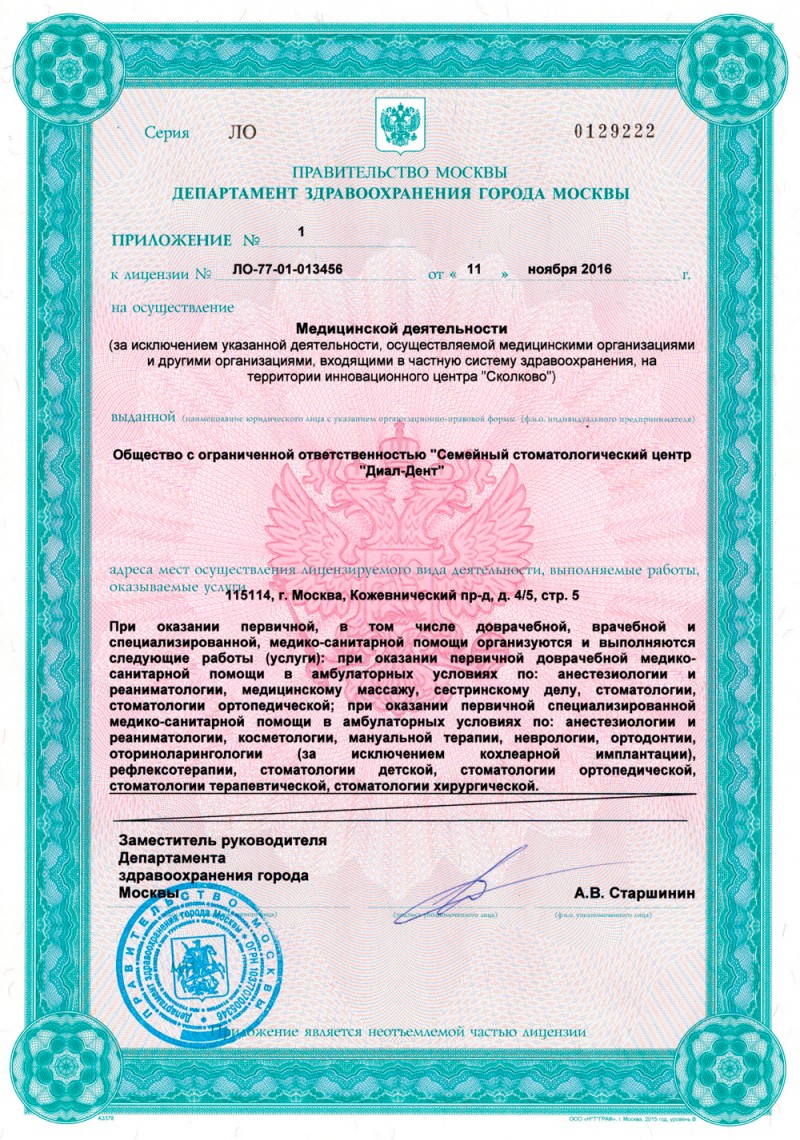 Серия ЛО 0129222
ПРАВИТЕЛЬСТВО МОСКВЫ
ДЕПАРТАМЕНТ ЗДРАВООХРАНЕНИЯ ГОРОДА МОСКВЫ
ПРИЛОЖЕНИЕ № 1
к лицензии № ЛО-77-01-013456 от « 11 » ноября 2016 г.
на осуществление
Медицинской деятельности
(за исключением указанной деятельности, осуществляемой медицинскими организациями
и другими организациями, входящими в частную систему здравоохранения, на
территории инновационного центра "Сколково")
выданной (наименование юридического лица с указанием организационно-правовой формы (ф.и.о. индивидуального предпринимателя)
Общество с ограниченной ответственностью "Семейный стоматологический центр
"Диал-Дент"
адреса мест осуществления лицензируемого вида деятельности, выполняемые работы,
оказываемые услуги
115114, г. Москва, Кожевнический пр-д, д. 4/5, стр. 5
При оказании первичной, в том числе доврачебной, врачебной и
специализированной, медико-санитарной помощи организуются и выполняются
следующие работы (услуги): при оказании первичной доврачебной медико-
санитарной помощи в амбулаторных условиях по: анестезиологии и
реаниматологии, медицинскому массажу, сестринскому делу, стоматологии,
стоматологии ортопедической; при оказании первичной специализированной
медико-санитарной помощи в амбулаторных условиях по: анестезиологии и
реаниматологии, косметологии, мануальной терапии, неврологии, ортодонтии,
оториноларингологии (за исключением кохлеарной имплантации),
рефлексотерапии, стоматологии детской, стоматологии ортопедической,
стоматологии терапевтической, стоматологии хирургической.
Заместитель руководителя
Департамента
здравоохранения города
Москвы
А.В. Старшинин
(подпись уполномоченного лица) (ф.и.о. уполномоченного лица)
ПРАВИТЕЛЬСТВО МОСКВЫ
Департамент здравоохранения города Москвы • ОГРН 1037700
Приложение является неотъемлемой частью лицензии
А3378
ООО «Н*Т*ГРАФ», г. Москва, 2015 год, уровень В